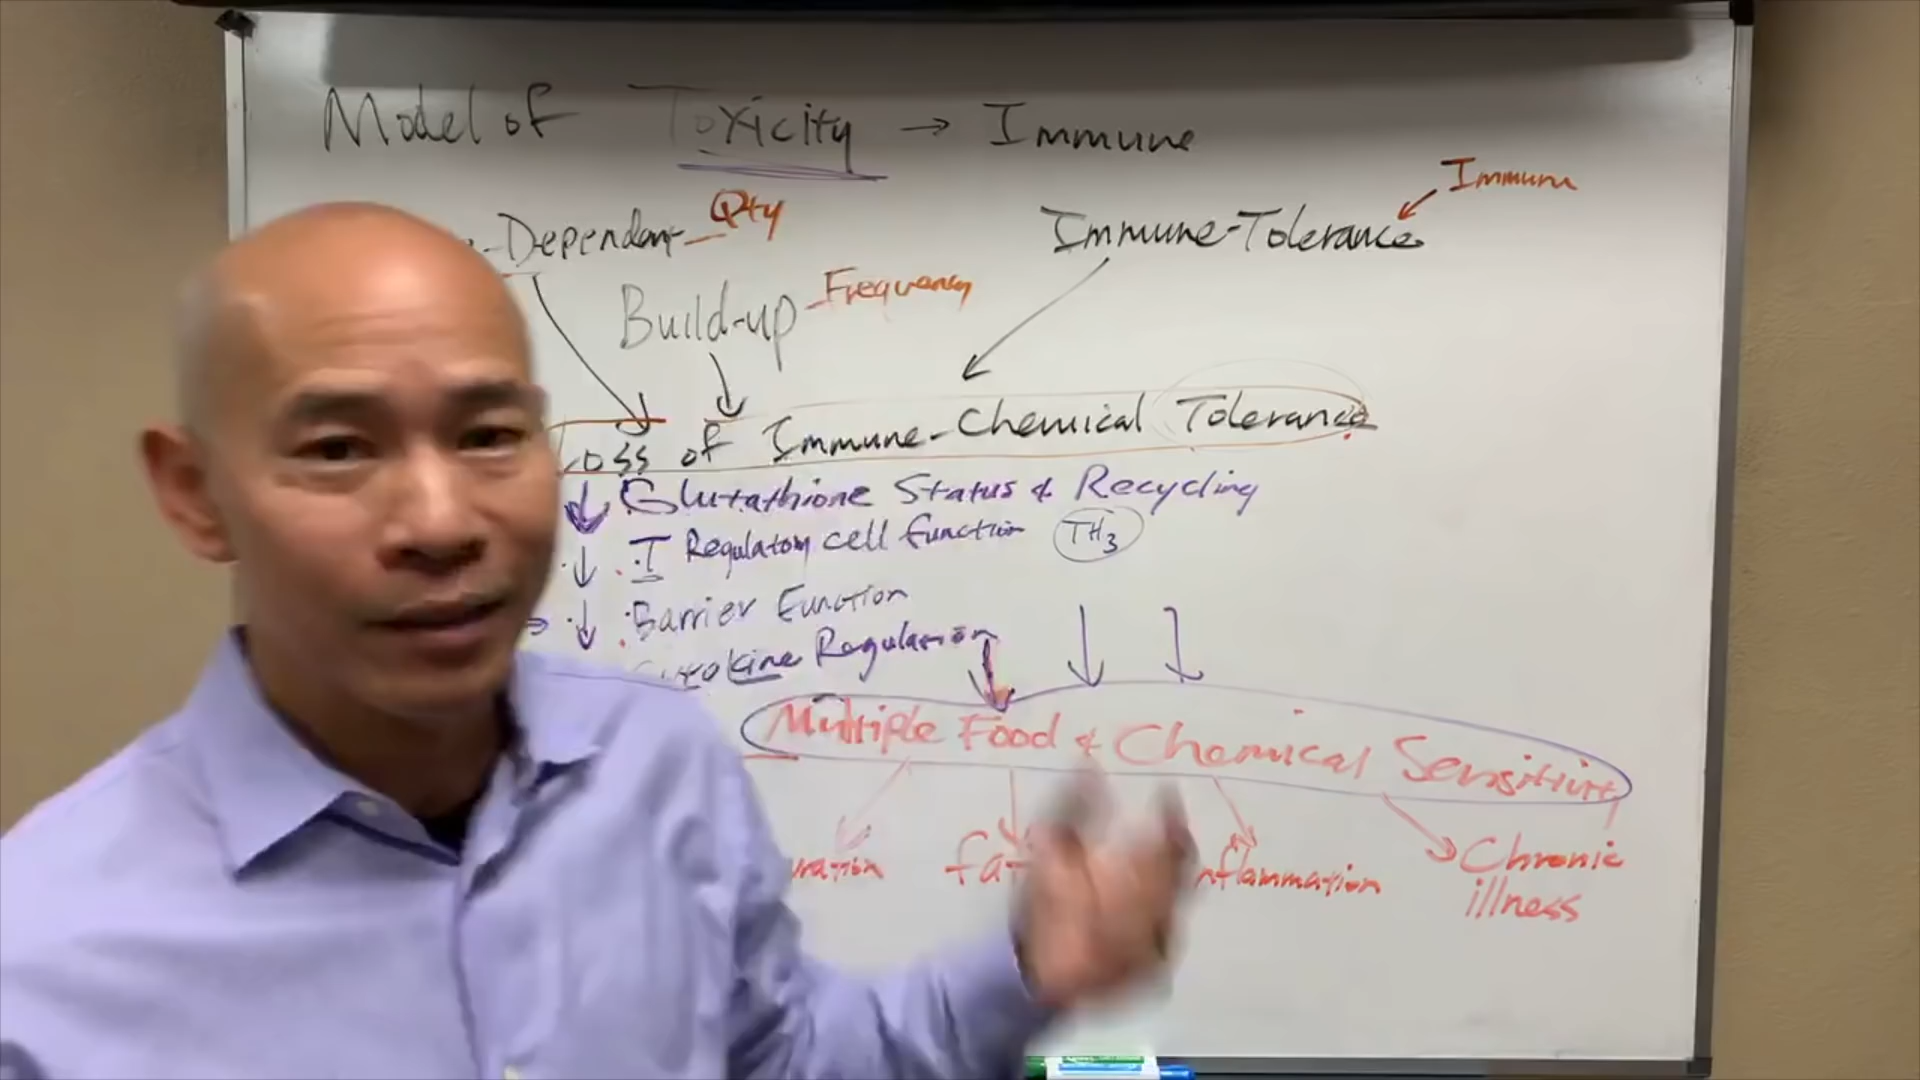 Model of Toxicity → Immune
Immune
Dependant - Qty
Immune-Tolerance
Build-up - Frequency
Loss of Immune-Chemical Tolerance
↓ Glutathione Status & Recycling
↓ T Regulatory cell function TH3
↓ Barrier Function
Regulation
Multiple Food & Chemical
Chronic
illness